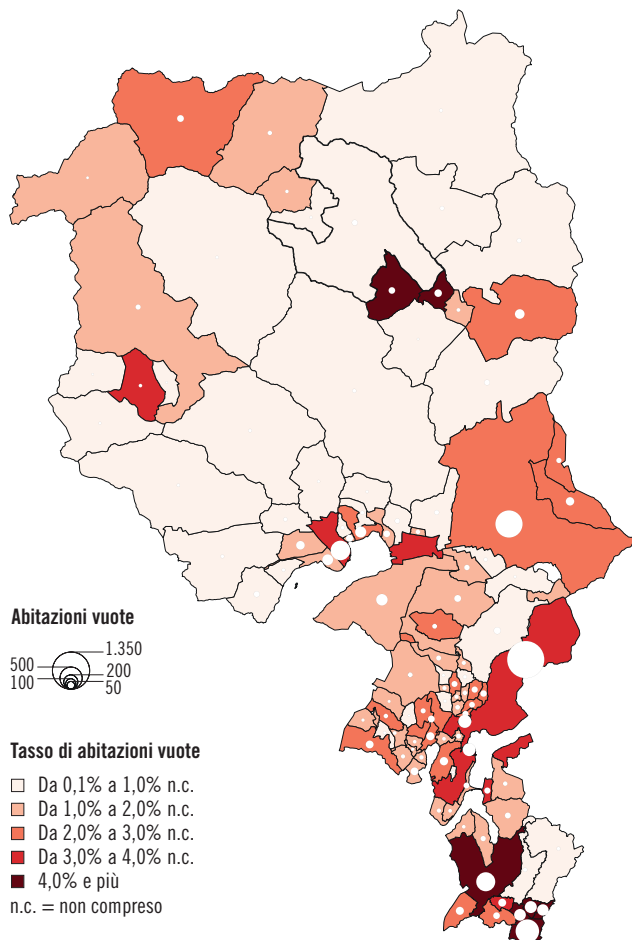 Abitazioni vuote
1.350
500
200
100
50
Tasso di abitazioni vuote
Da 0,1% a 1,0% n.c.
Da 1,0% a 2,0% n.c.
Da 2,0% a 3,0% n.c.
Da 3,0% a 4,0% n.c.
4,0% e più
n.c. = non compreso